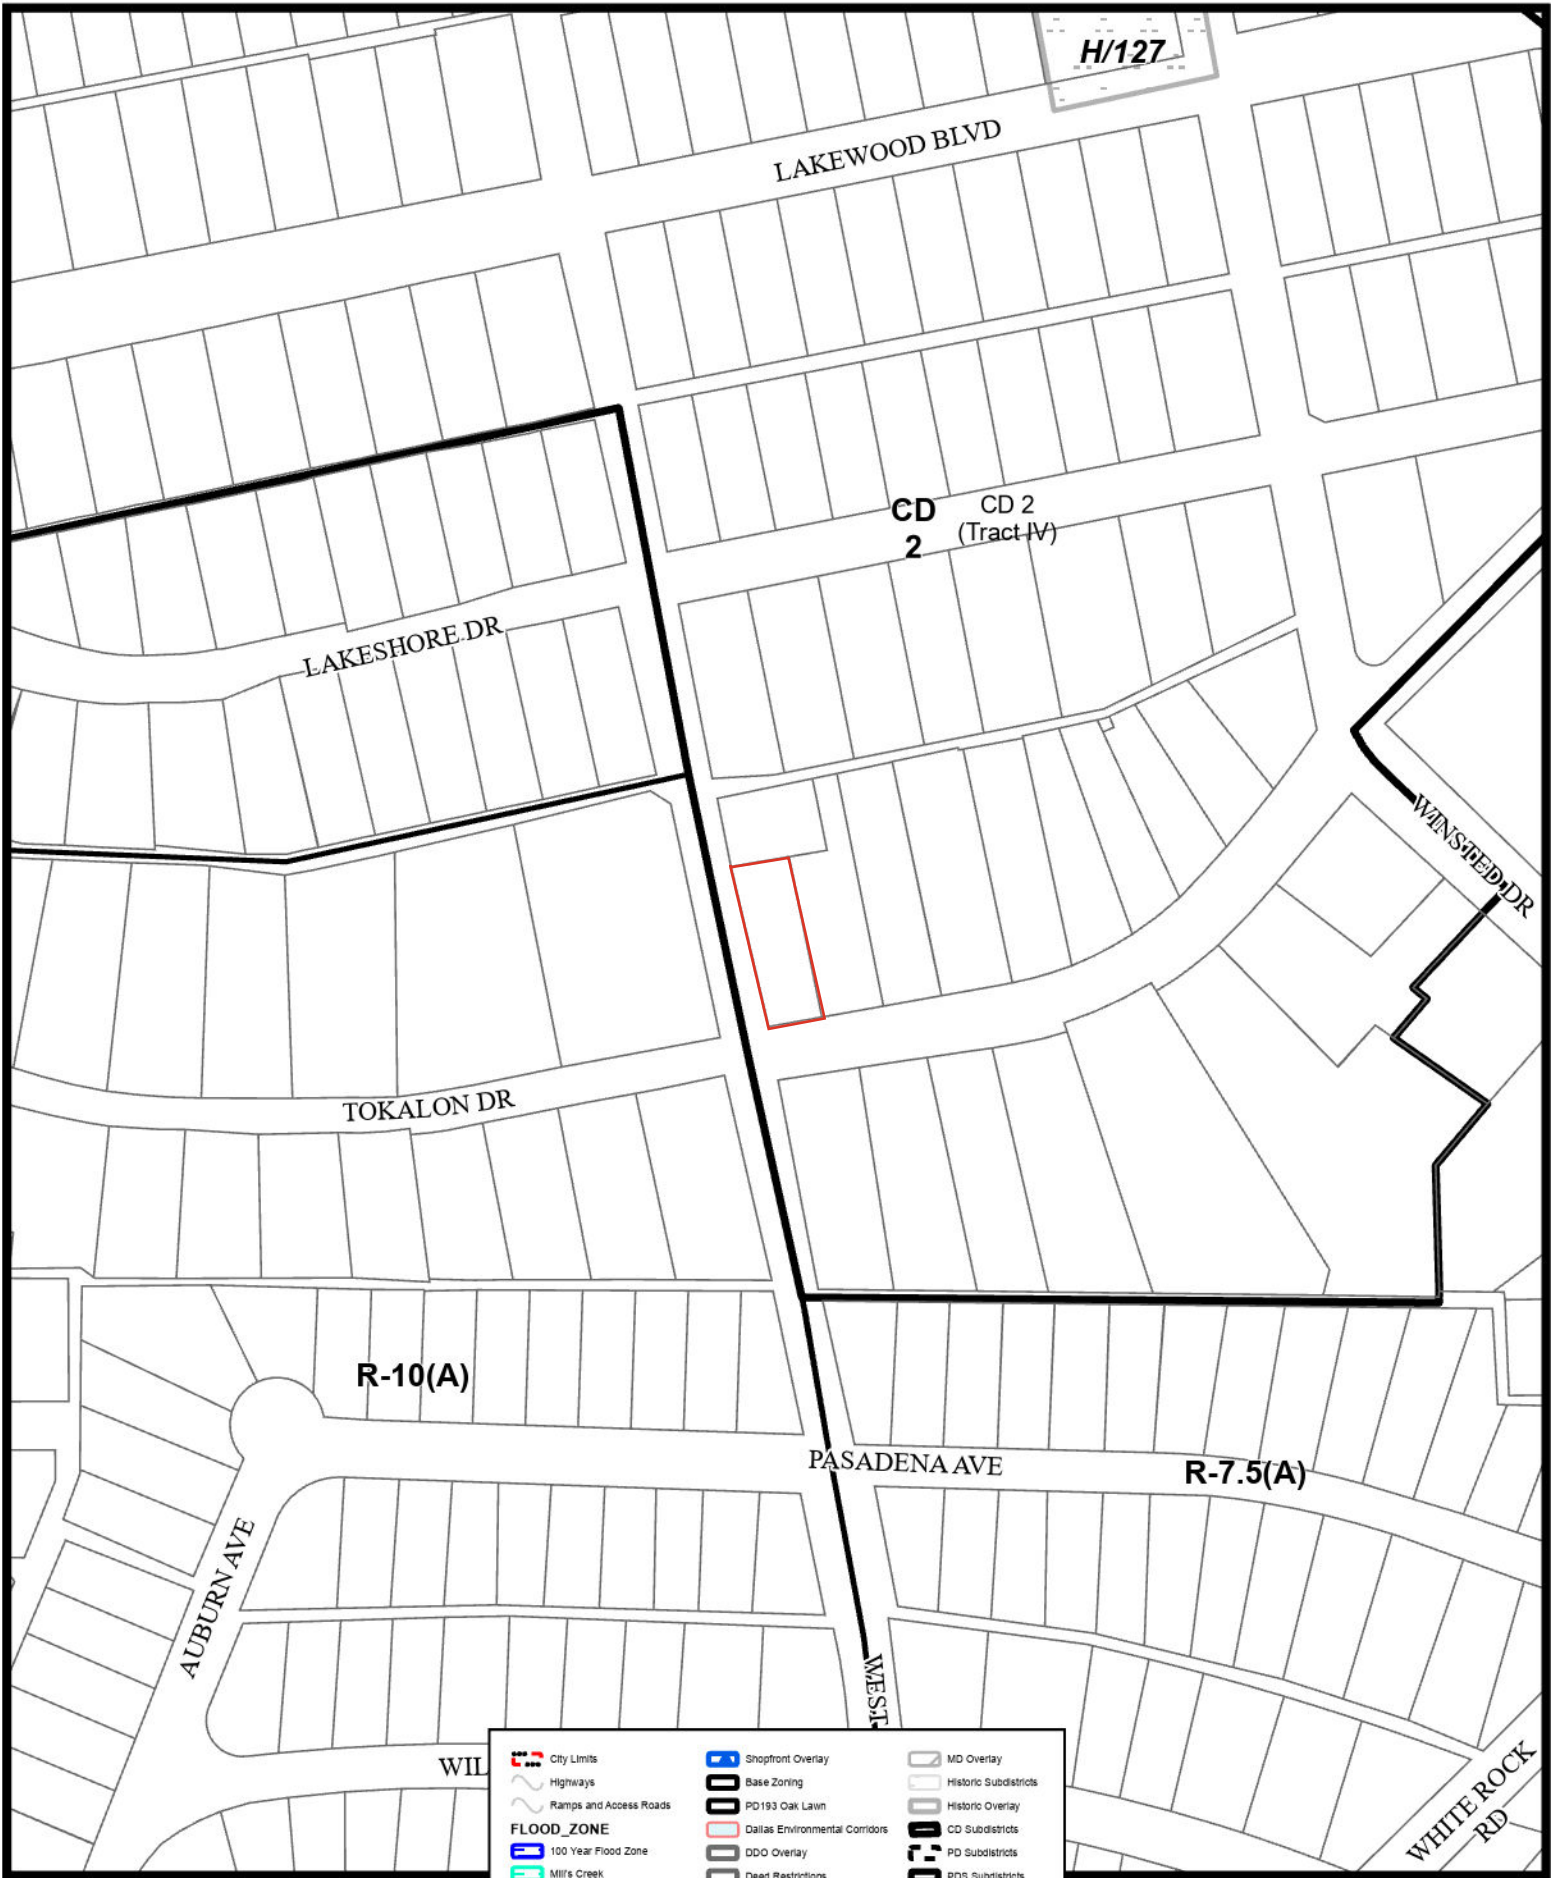 H/127
LAKEWOOD BLVD
CD
2
CD 2
(Tract IV)
LAKESHORE DR
WINSTED DR
TOKALON DR
R-10(A)
PASADENA AVE
R-7.5(A)
AUBURN AVE
WEST
WIL
WHITE ROCK
RD
City Limits
Highways
Ramps and Access Roads
FLOOD_ZONE
100 Year Flood Zone
Mill's Creek
Shopfront Overlay
Base Zoning
PD193 Oak Lawn
Dallas Environmental Corridors
DDO Overlay
Deed Restrictions
MD Overlay
Historic Subdistricts
Historic Overlay
CD Subdistricts
PD Subdistricts
PDS Subdistricts